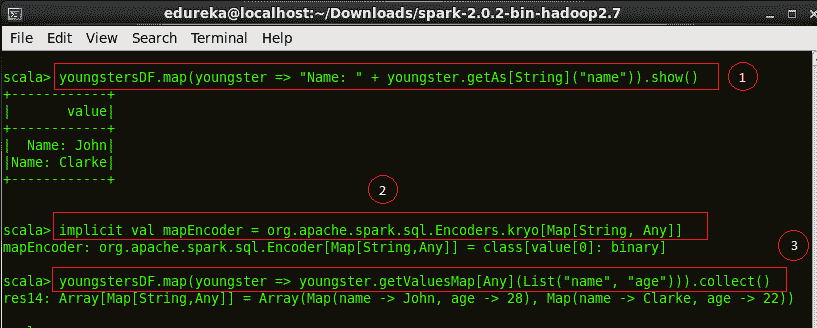 edureka@localhost:~/Downloads/spark-2.0.2-bin-hadoop2.7
File Edit View Search Terminal Help
scala> youngstersDF.map(youngster => "Name: " + youngster.getAs[String]("name")).show()
1
+------------+
|       value|
+------------+
|  Name: John|
|Name: Clarke|
+------------+
2
scala> implicit val mapEncoder = org.apache.spark.sql.Encoders.kryo[Map[String, Any]]
mapEncoder: org.apache.spark.sql.Encoder[Map[String,Any]] = class[value[0]: binary]
3
scala> youngstersDF.map(youngster => youngster.getValuesMap[Any](List("name", "age"))).collect()
res14: Array[Map[String,Any]] = Array(Map(name -> John, age -> 28), Map(name -> Clarke, age -> 22))